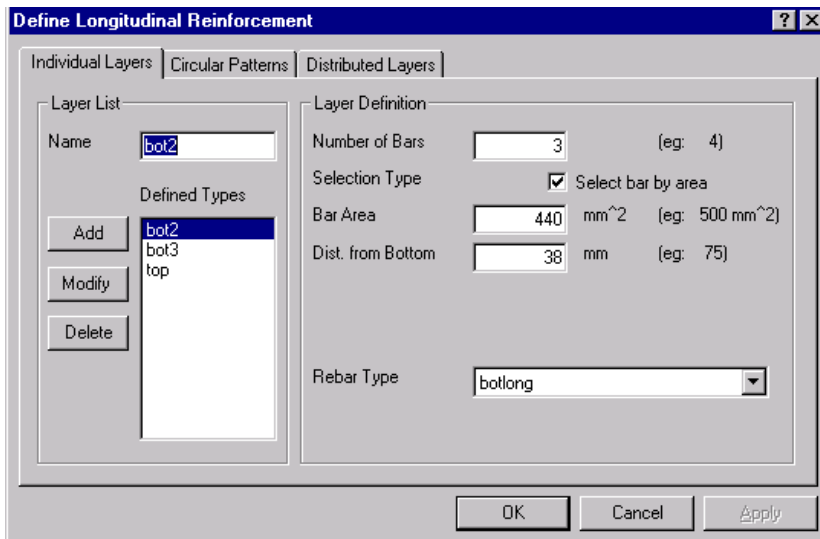 Define Longitudinal Reinforcement
Individual Layers Circular Patterns Distributed Layers
Layer List
Name bot2
Defined Types
Add
Modify
Delete
bot2
bot3
top
Layer Definition
Number of Bars 3 (eg: 4)
Selection Type Select bar by area
Bar Area 440 mm^2 (eg: 500 mm^2)
Dist. from Bottom 38 mm (eg: 75)
Rebar Type botlong
OK Cancel Apply